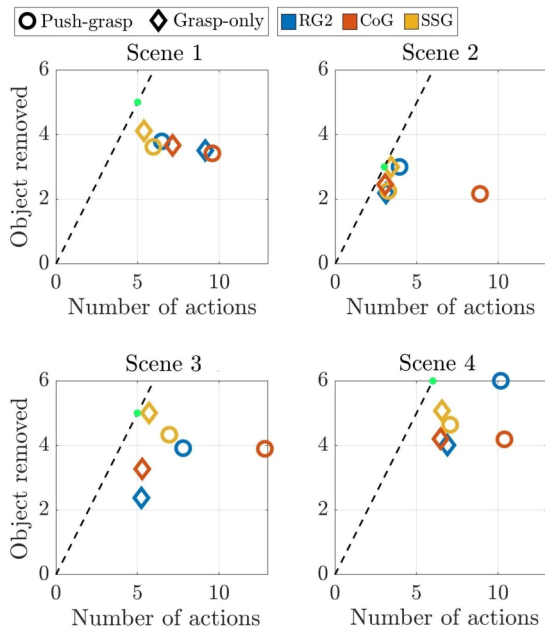 Push-grasp Grasp-only RG2 CoG SSG
Scene 1 Scene 2
6 6
4 4
2 2
0 0
0 5 10 0 5 10
Object removed
Number of actions Number of actions
Scene 3 Scene 4
6 6
4 4
2 2
0 0
0 5 10 0 5 10
Object removed
Number of actions Number of actions